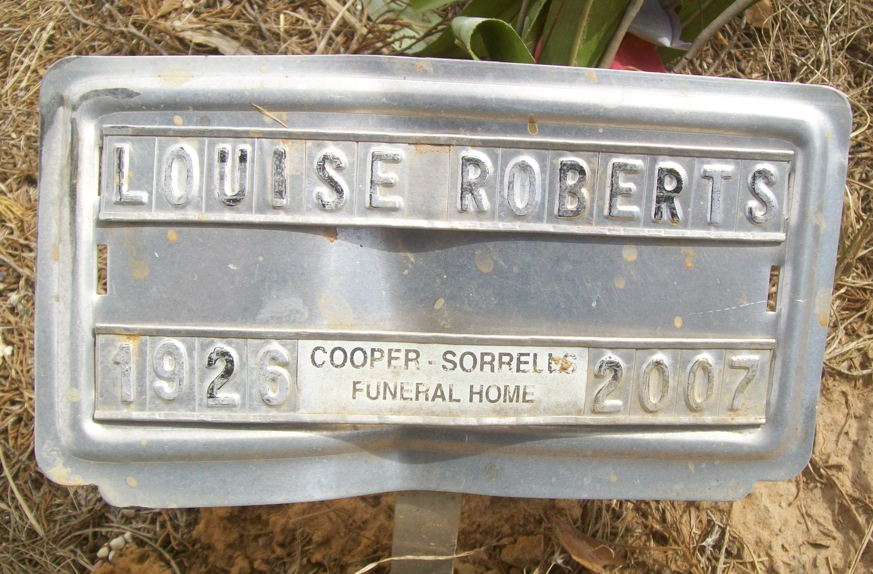 LOUISE ROBERTS
1926 2007
COOPER - SORRELLS
FUNERAL HOME